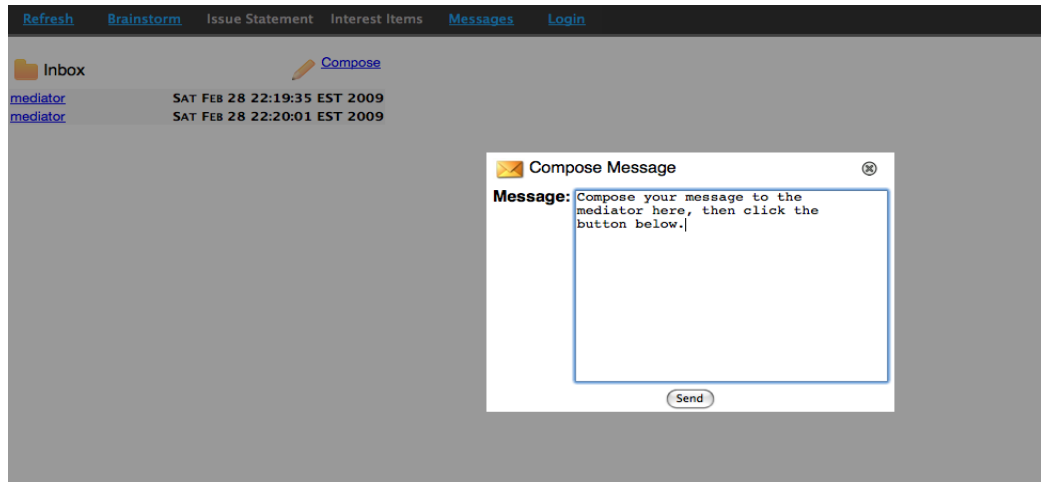 Refresh Brainstorm Issue Statement Interest Items Messages Login
Inbox Compose
mediator SAT FEB 28 22:19:35 EST 2009
mediator SAT FEB 28 22:20:01 EST 2009
Compose Message
Message: Compose your message to the
mediator here, then click the
button below.
Send